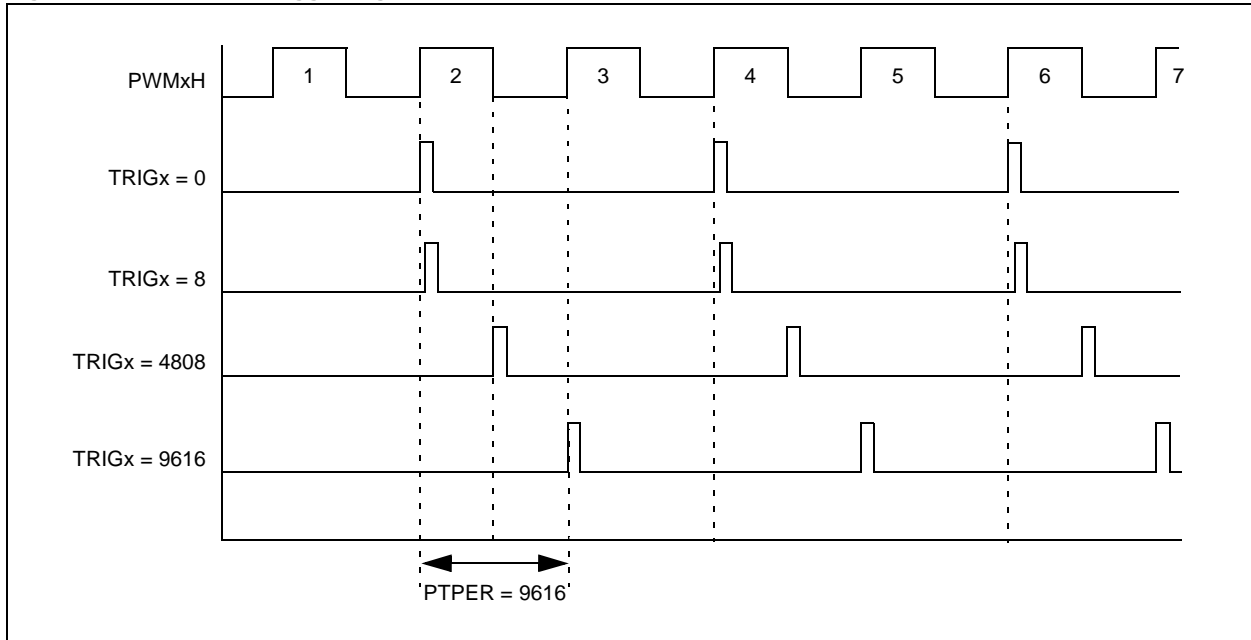 PWMxH
1 2 3 4 5 6 7
TRIGx = 0
TRIGx = 8
TRIGx = 4808
TRIGx = 9616
PTPER = 9616